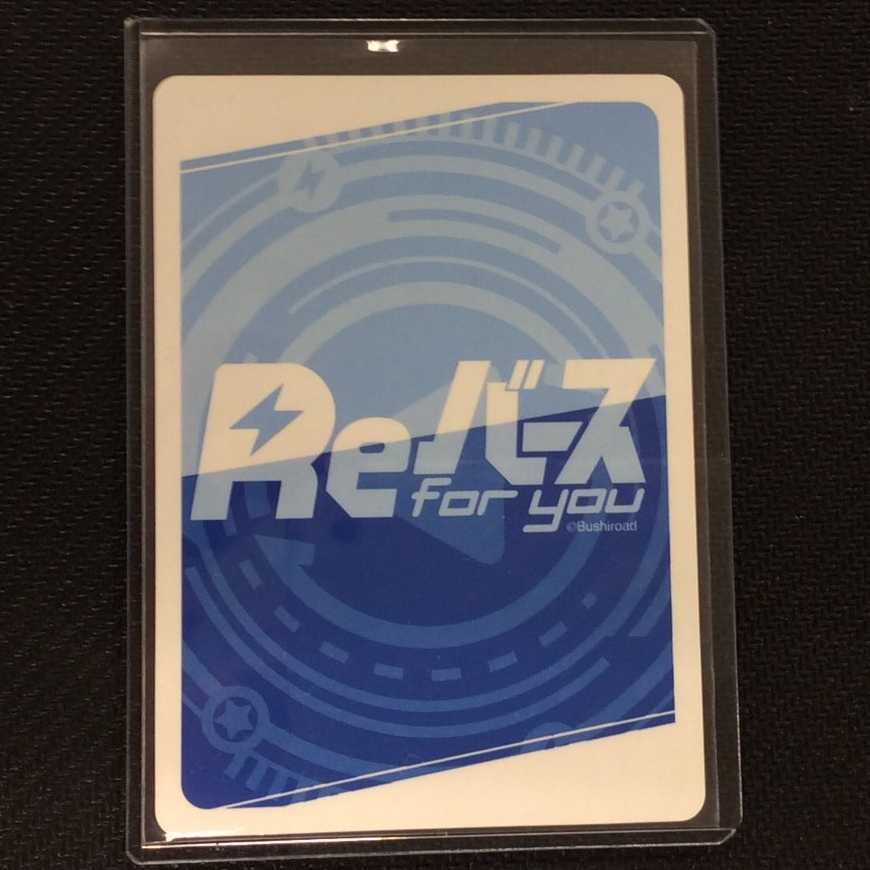 Reバース
for you
©Bushiroad